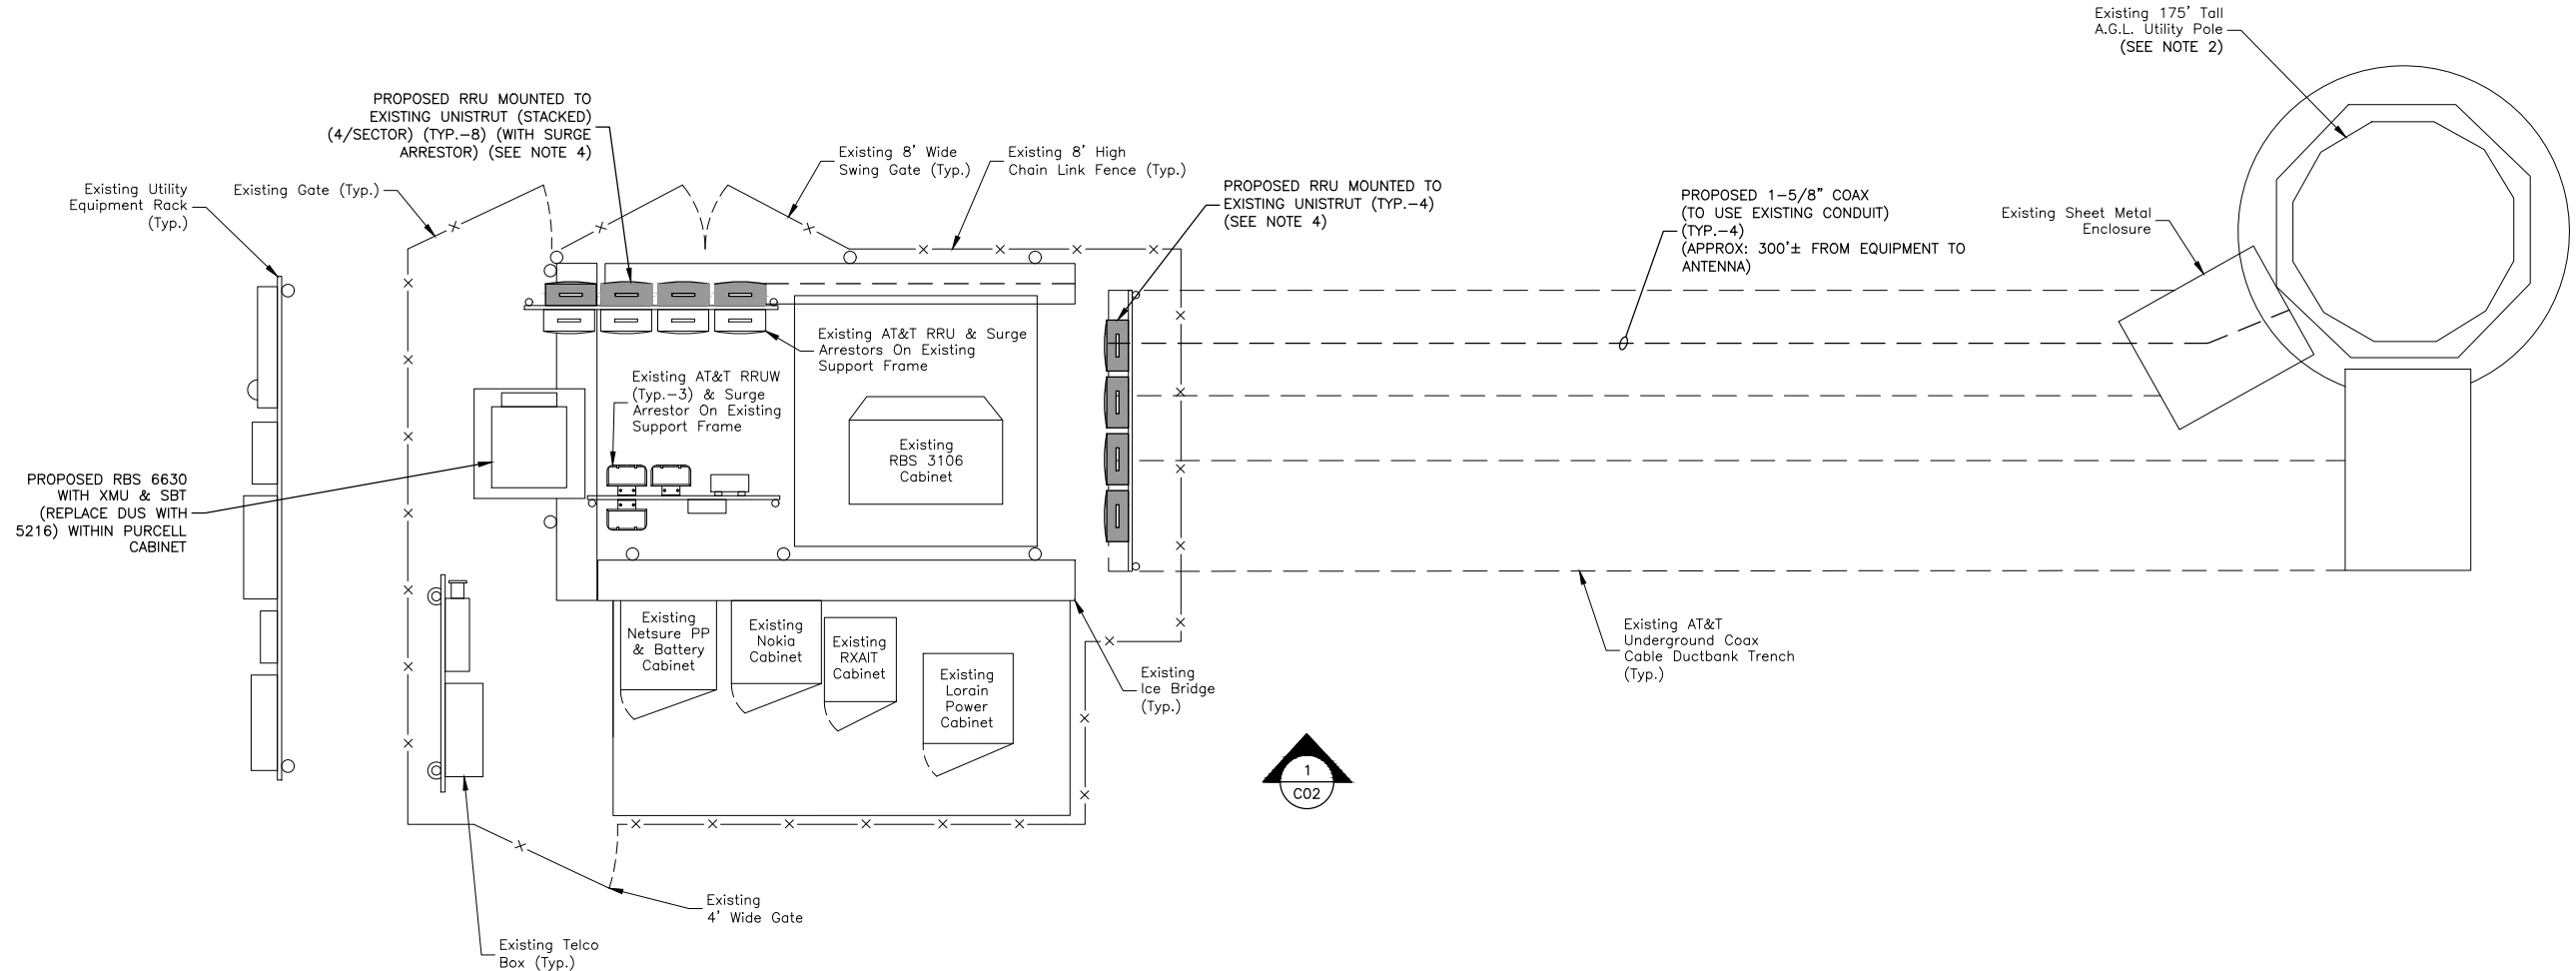 Existing 175' Tall
A.G.L. Utility Pole
(SEE NOTE 2)
PROPOSED RRU MOUNTED TO
EXISTING UNISTRUT (STACKED)
(4/SECTOR) (TYP.-8) (WITH SURGE
ARRESTOR) (SEE NOTE 4)
Existing 8' Wide
Swing Gate (Typ.)
Existing 8' High
Chain Link Fence (Typ.)
Existing Utility
Equipment Rack
(Typ.)
Existing Gate (Typ.)
PROPOSED RRU MOUNTED TO
EXISTING UNISTRUT (TYP.-4)
(SEE NOTE 4)
PROPOSED 1-5/8" COAX
(TO USE EXISTING CONDUIT)
(TYP.-4)
(APPROX: 300'± FROM EQUIPMENT TO
ANTENNA)
Existing Sheet Metal
Enclosure
Existing AT&T RRU & Surge
Arrestors On Existing
Support Frame
Existing AT&T RRUW
(Typ.-3) & Surge
Arrestor On Existing
Support Frame
Existing
RBS 3106
Cabinet
PROPOSED RBS 6630
WITH XMU & SBT
(REPLACE DUS WITH
5216) WITHIN PURCELL
CABINET
Existing
Netsure PP
& Battery
Cabinet
Existing
Nokia
Cabinet
Existing
RXAIT
Cabinet
Existing
Lorain
Power
Cabinet
Existing
Ice Bridge
(Typ.)
Existing AT&T
Underground Coax
Cable Ductbank Trench
(Typ.)
1
C02
Existing
4' Wide Gate
Existing Telco
Box (Typ.)